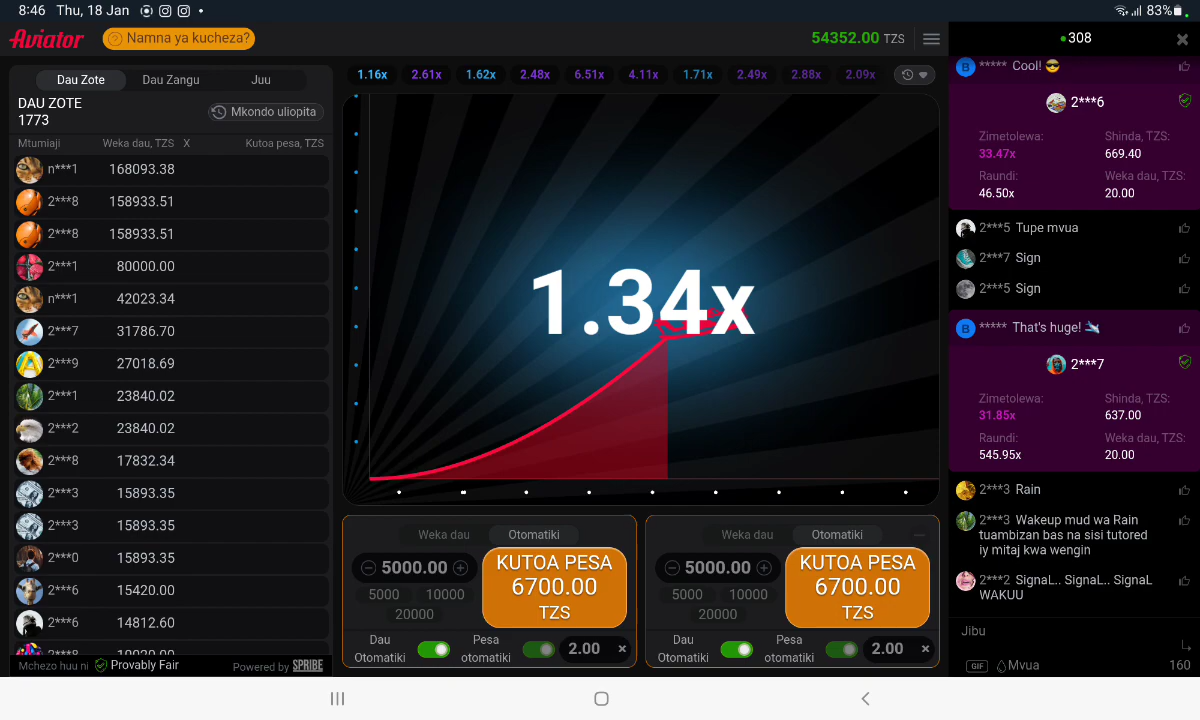 8:46 Thu, 18 Jan
83%
Aviator
Namna ya kucheza?
54352.00 TZS
308
Dau Zote Dau Zangu Juu
DAU ZOTE
1773
Mkondo uliopita
Mtumiaji Weka dau, TZS X Kutoa pesa, TZS
n***1 168093.38
2***8 158933.51
2***8 158933.51
2***1 80000.00
n***1 42023.34
2***7 31786.70
2***9 27018.69
2***1 23840.02
2***2 23840.02
2***8 17832.34
2***3 15893.35
2***3 15893.35
2***0 15893.35
2***6 15420.00
2***6 14812.60
Mchezo huu ni Provably Fair Powered by SPRIBE
1.16x 2.61x 1.62x 2.48x 6.51x 4.11x 1.71x 2.49x 2.88x 2.09x
1.34x
Weka dau Otomatiki
5000.00
5000 10000
20000
KUTOA PESA
6700.00
TZS
Dau Otomatiki
Pesa otomatiki
2.00 ×
Weka dau Otomatiki
5000.00
5000 10000
20000
KUTOA PESA
6700.00
TZS
Dau Otomatiki
Pesa otomatiki
2.00 ×
B ***** Cool! 😎
2***6
Zimetolewa: Shinda, TZS:
33.47x 669.40
Raundi: Weka dau, TZS:
46.50x 20.00
2***5 Tupe mvua
2***7 Sign
2***5 Sign
B ***** That's huge! 🛩
2***7
Zimetolewa: Shinda, TZS:
31.85x 637.00
Raundi: Weka dau, TZS:
545.95x 20.00
2***3 Rain
2***3 Wakeup mud wa Rain
tuambizan bas na sisi tutored
iy mitaj kwa wengin
2***2 SignaL.. SignaL.. SignaL
WAKUU
Jibu
GIF Mvua 160